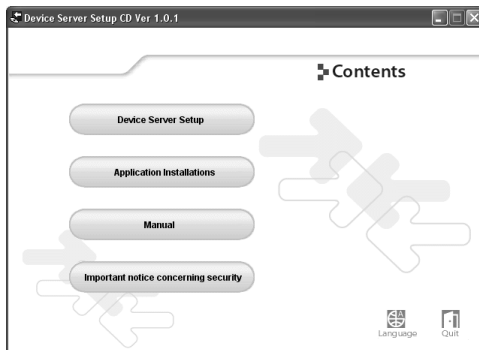 Device Server Setup CD Ver 1.0.1
Contents
Device Server Setup
Application Installations
Manual
Important notice concerning security
Language
Quit